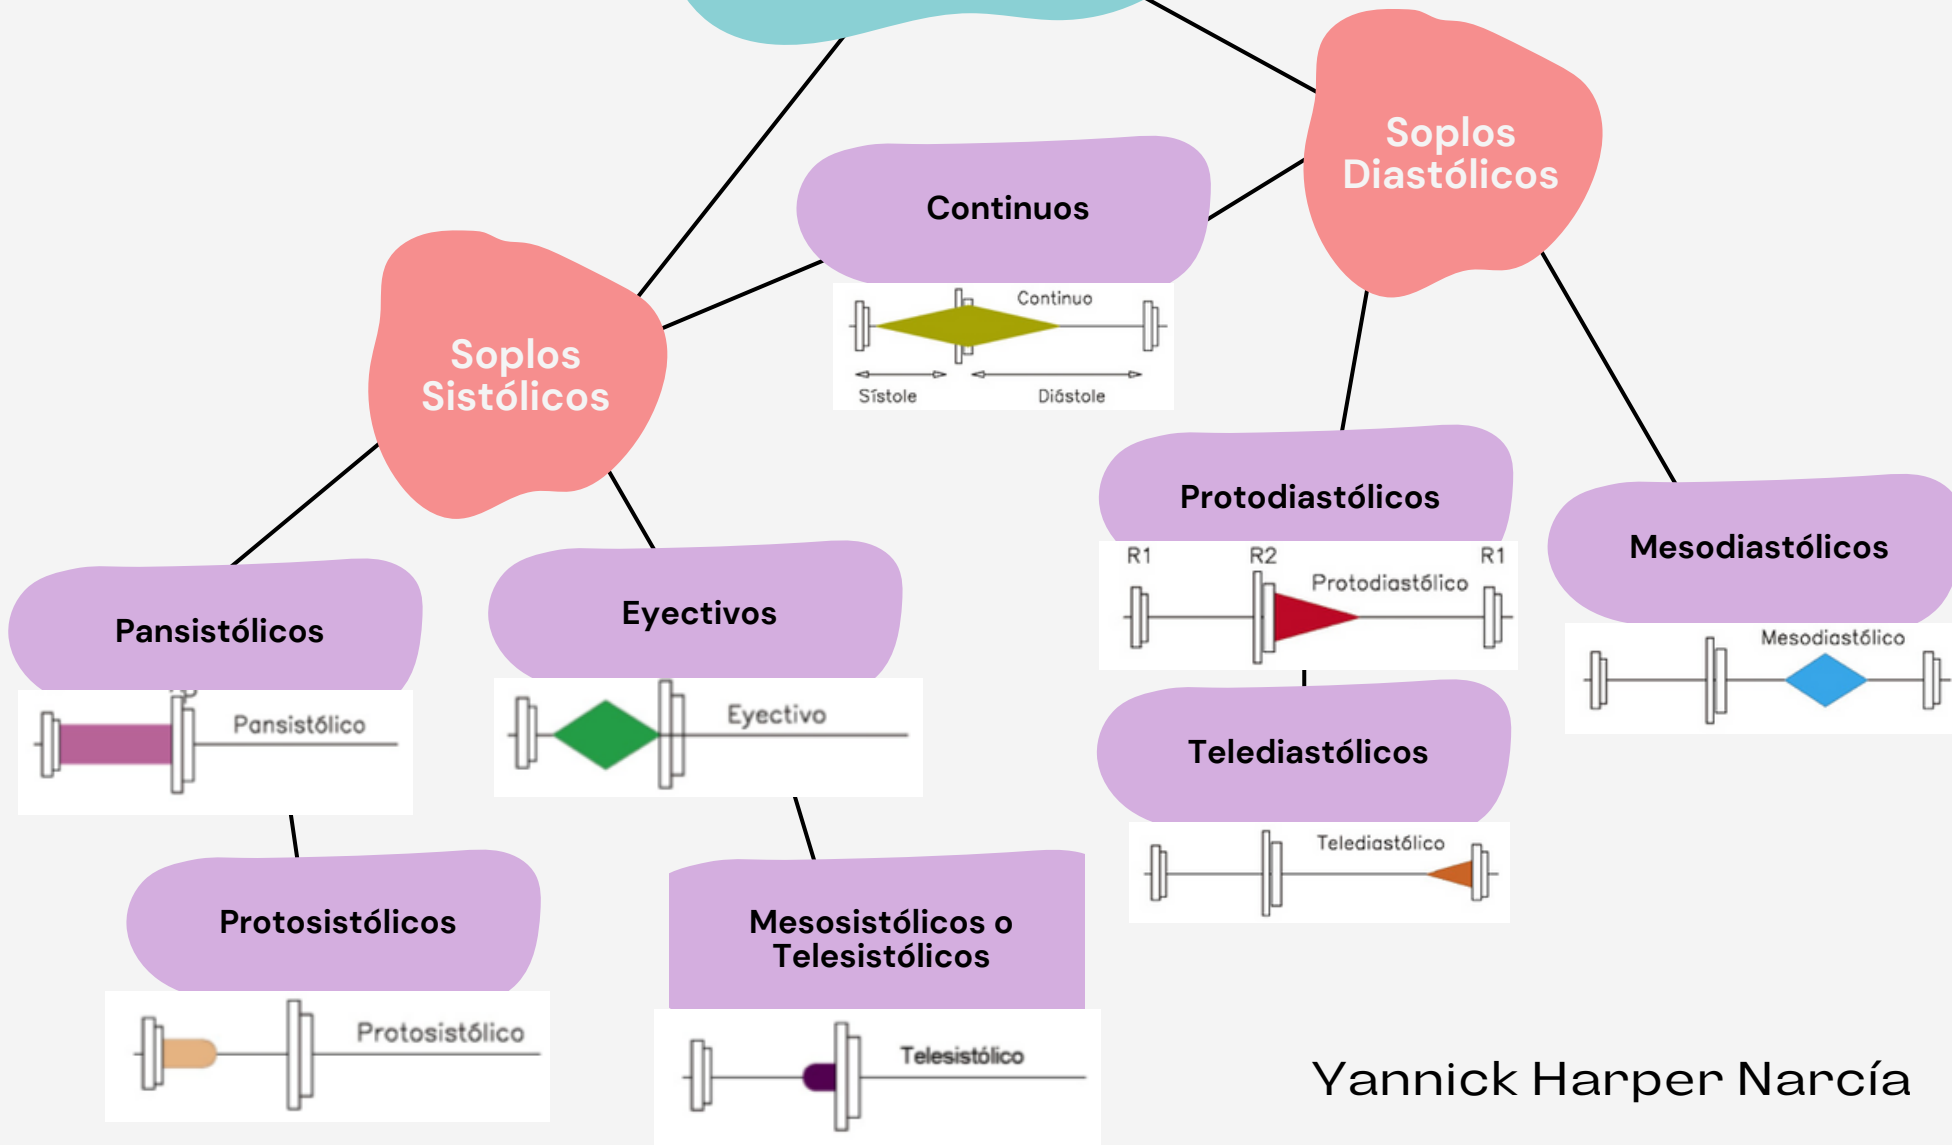 Soplos
Diastólicos
Continuos
Continuo
Sístole
Diástole
Soplos
Sistólicos
Protodiastólicos
R1
R2
R1
Protodiastólico
Mesodiastólicos
Mesodiastólico
Pansistólicos
Pansistólico
Eyectivos
Eyectivo
Telediastólicos
Telediastólico
Protosistólicos
Protosistólico
Mesosistólicos o
Telesistólicos
Telesistólico
Yannick Harper Narcía